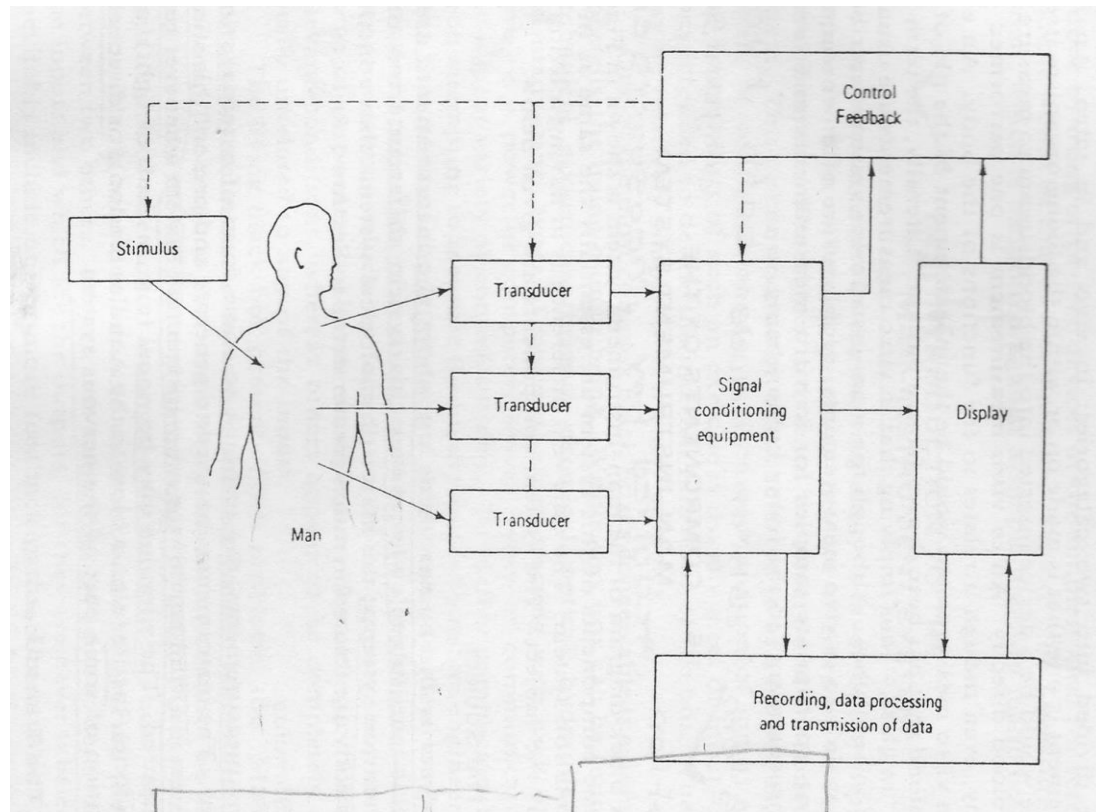 Control
Feedback
Stimulus
Transducer
Transducer
Transducer
Signal
conditioning
equipment
Display
Man
Recording, data processing
and transmission of data